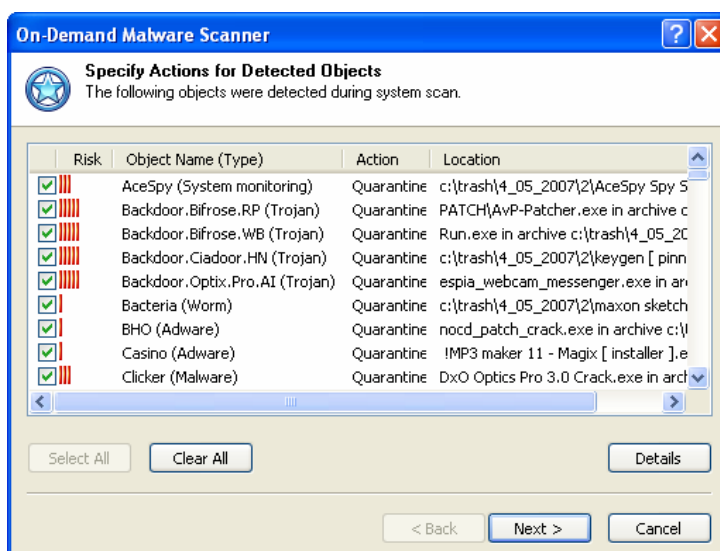 On-Demand Malware Scanner
Specify Actions for Detected Objects
The following objects were detected during system scan.
Risk Object Name (Type) Action Location
AceSpy (System monitoring) Quarantine c:\trash\4_05_2007\2\AceSpy Spy S
Backdoor.Bifrose.RP (Trojan) Quarantine PATCH\AvP-Patcher.exe in archive c
Backdoor.Bifrose.WB (Trojan) Quarantine Run.exe in archive c:\trash\4_05_20
Backdoor.Ciadoor.HN (Trojan) Quarantine c:\trash\4_05_2007\2\keygen [ pinn
Backdoor.Optix.Pro.AI (Trojan) Quarantine espia_webcam_messenger.exe in ar
Bacteria (Worm) Quarantine c:\trash\4_05_2007\2\maxon sketch
BHO (Adware) Quarantine nocd_patch_crack.exe in archive c:\
Casino (Adware) Quarantine !MP3 maker 11 - Magix [ installer ].e
Clicker (Malware) Quarantine DxO Optics Pro 3.0 Crack.exe in arch
Select All Clear All Details
< Back Next > Cancel